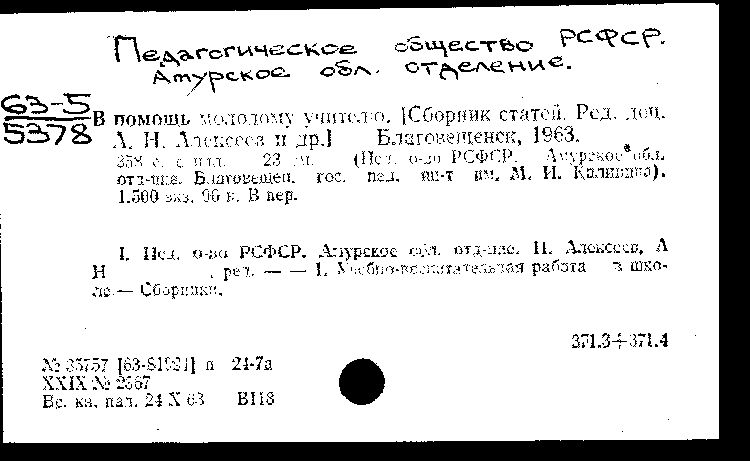 Педагогическое общество РСФСР.
Амурское обл. отделение.
63-5
5378
В помощь молодому учителю. [Сборник статей. Ред. доц.
А. Н. Алексеев и др.] Благовещенск, 1963.
358 с. с илл. 23 см. (Пед. о-во РСФСР. Амурское обл.
отд-ние. Благовещен. гос. пед. ин-т им. М. И. Калинина).
1.500 экз. 96 к. В пер.
I. Пед. о-во РСФСР. Амурское обл. отд-ние. II. Алексеев, А
Н , ред. — — 1. Учебно-воспитательная работа в шко-
ле — Сборники.
371.3+371.4
№ 35757 п 24-7а
XXIX № 2567
Вс. кн. пал. 24 X 63 В113